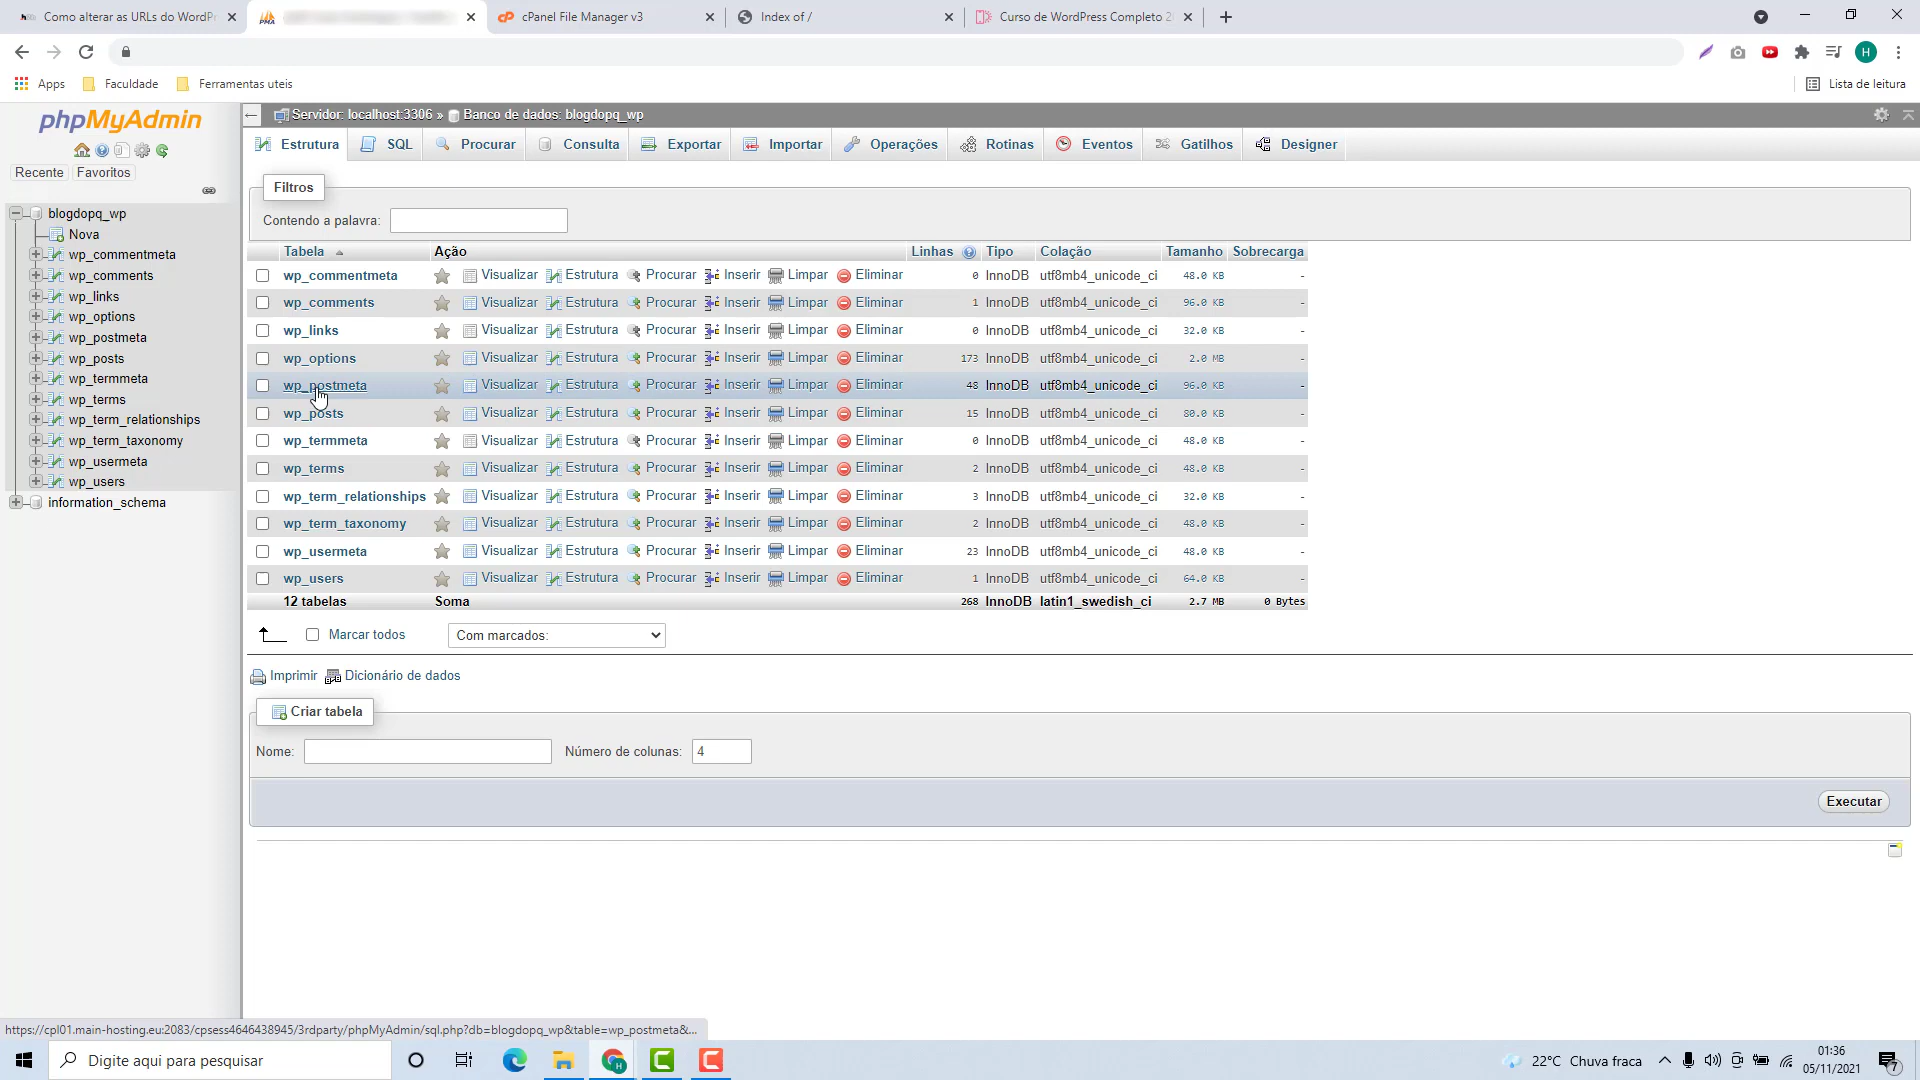 Como alterar as URLs do WordPr
cPanel File Manager v3
Index of /
Curso de WordPress Completo 2
H
Apps
Faculdade
Ferramentas uteis
Lista de leitura
phpMyAdmin
Recente
Favoritos
blogdopq_wp
Nova
wp_commentmeta
wp_comments
wp_links
wp_options
wp_postmeta
wp_posts
wp_termmeta
wp_terms
wp_term_relationships
wp_term_taxonomy
wp_usermeta
wp_users
information_schema
Servidor: localhost:3306 » Banco de dados: blogdopq_wp
Estrutura SQL Procurar Consulta Exportar Importar Operações Rotinas Eventos Gatilhos Designer
Filtros
Contendo a palavra:
Tabela Ação Linhas Tipo Colação Tamanho Sobrecarga
wp_commentmeta Visualizar Estrutura Procurar Inserir Limpar Eliminar 0 InnoDB utf8mb4_unicode_ci 48.0 KB -
wp_comments Visualizar Estrutura Procurar Inserir Limpar Eliminar 1 InnoDB utf8mb4_unicode_ci 96.0 KB -
wp_links Visualizar Estrutura Procurar Inserir Limpar Eliminar 0 InnoDB utf8mb4_unicode_ci 32.0 KB -
wp_options Visualizar Estrutura Procurar Inserir Limpar Eliminar 173 InnoDB utf8mb4_unicode_ci 2.0 MB -
wp_postmeta Visualizar Estrutura Procurar Inserir Limpar Eliminar 48 InnoDB utf8mb4_unicode_ci 96.0 KB -
wp_posts Visualizar Estrutura Procurar Inserir Limpar Eliminar 15 InnoDB utf8mb4_unicode_ci 80.0 KB -
wp_termmeta Visualizar Estrutura Procurar Inserir Limpar Eliminar 0 InnoDB utf8mb4_unicode_ci 48.0 KB -
wp_terms Visualizar Estrutura Procurar Inserir Limpar Eliminar 2 InnoDB utf8mb4_unicode_ci 48.0 KB -
wp_term_relationships Visualizar Estrutura Procurar Inserir Limpar Eliminar 3 InnoDB utf8mb4_unicode_ci 32.0 KB -
wp_term_taxonomy Visualizar Estrutura Procurar Inserir Limpar Eliminar 2 InnoDB utf8mb4_unicode_ci 48.0 KB -
wp_usermeta Visualizar Estrutura Procurar Inserir Limpar Eliminar 23 InnoDB utf8mb4_unicode_ci 48.0 KB -
wp_users Visualizar Estrutura Procurar Inserir Limpar Eliminar 1 InnoDB utf8mb4_unicode_ci 64.0 KB -
12 tabelas Soma 268 InnoDB latin1_swedish_ci 2.7 MB 0 Bytes
Marcar todos Com marcados:
Imprimir Dicionário de dados
Criar tabela
Nome: Número de colunas: 4
Executar
https://cpl01.main-hosting.eu:2083/cpsess4646438945/3rdparty/phpMyAdmin/sql.php?db=blogdopq_wp&table=wp_postmeta&...
Digite aqui para pesquisar
22°C Chuva fraca
01:36
05/11/2021
7